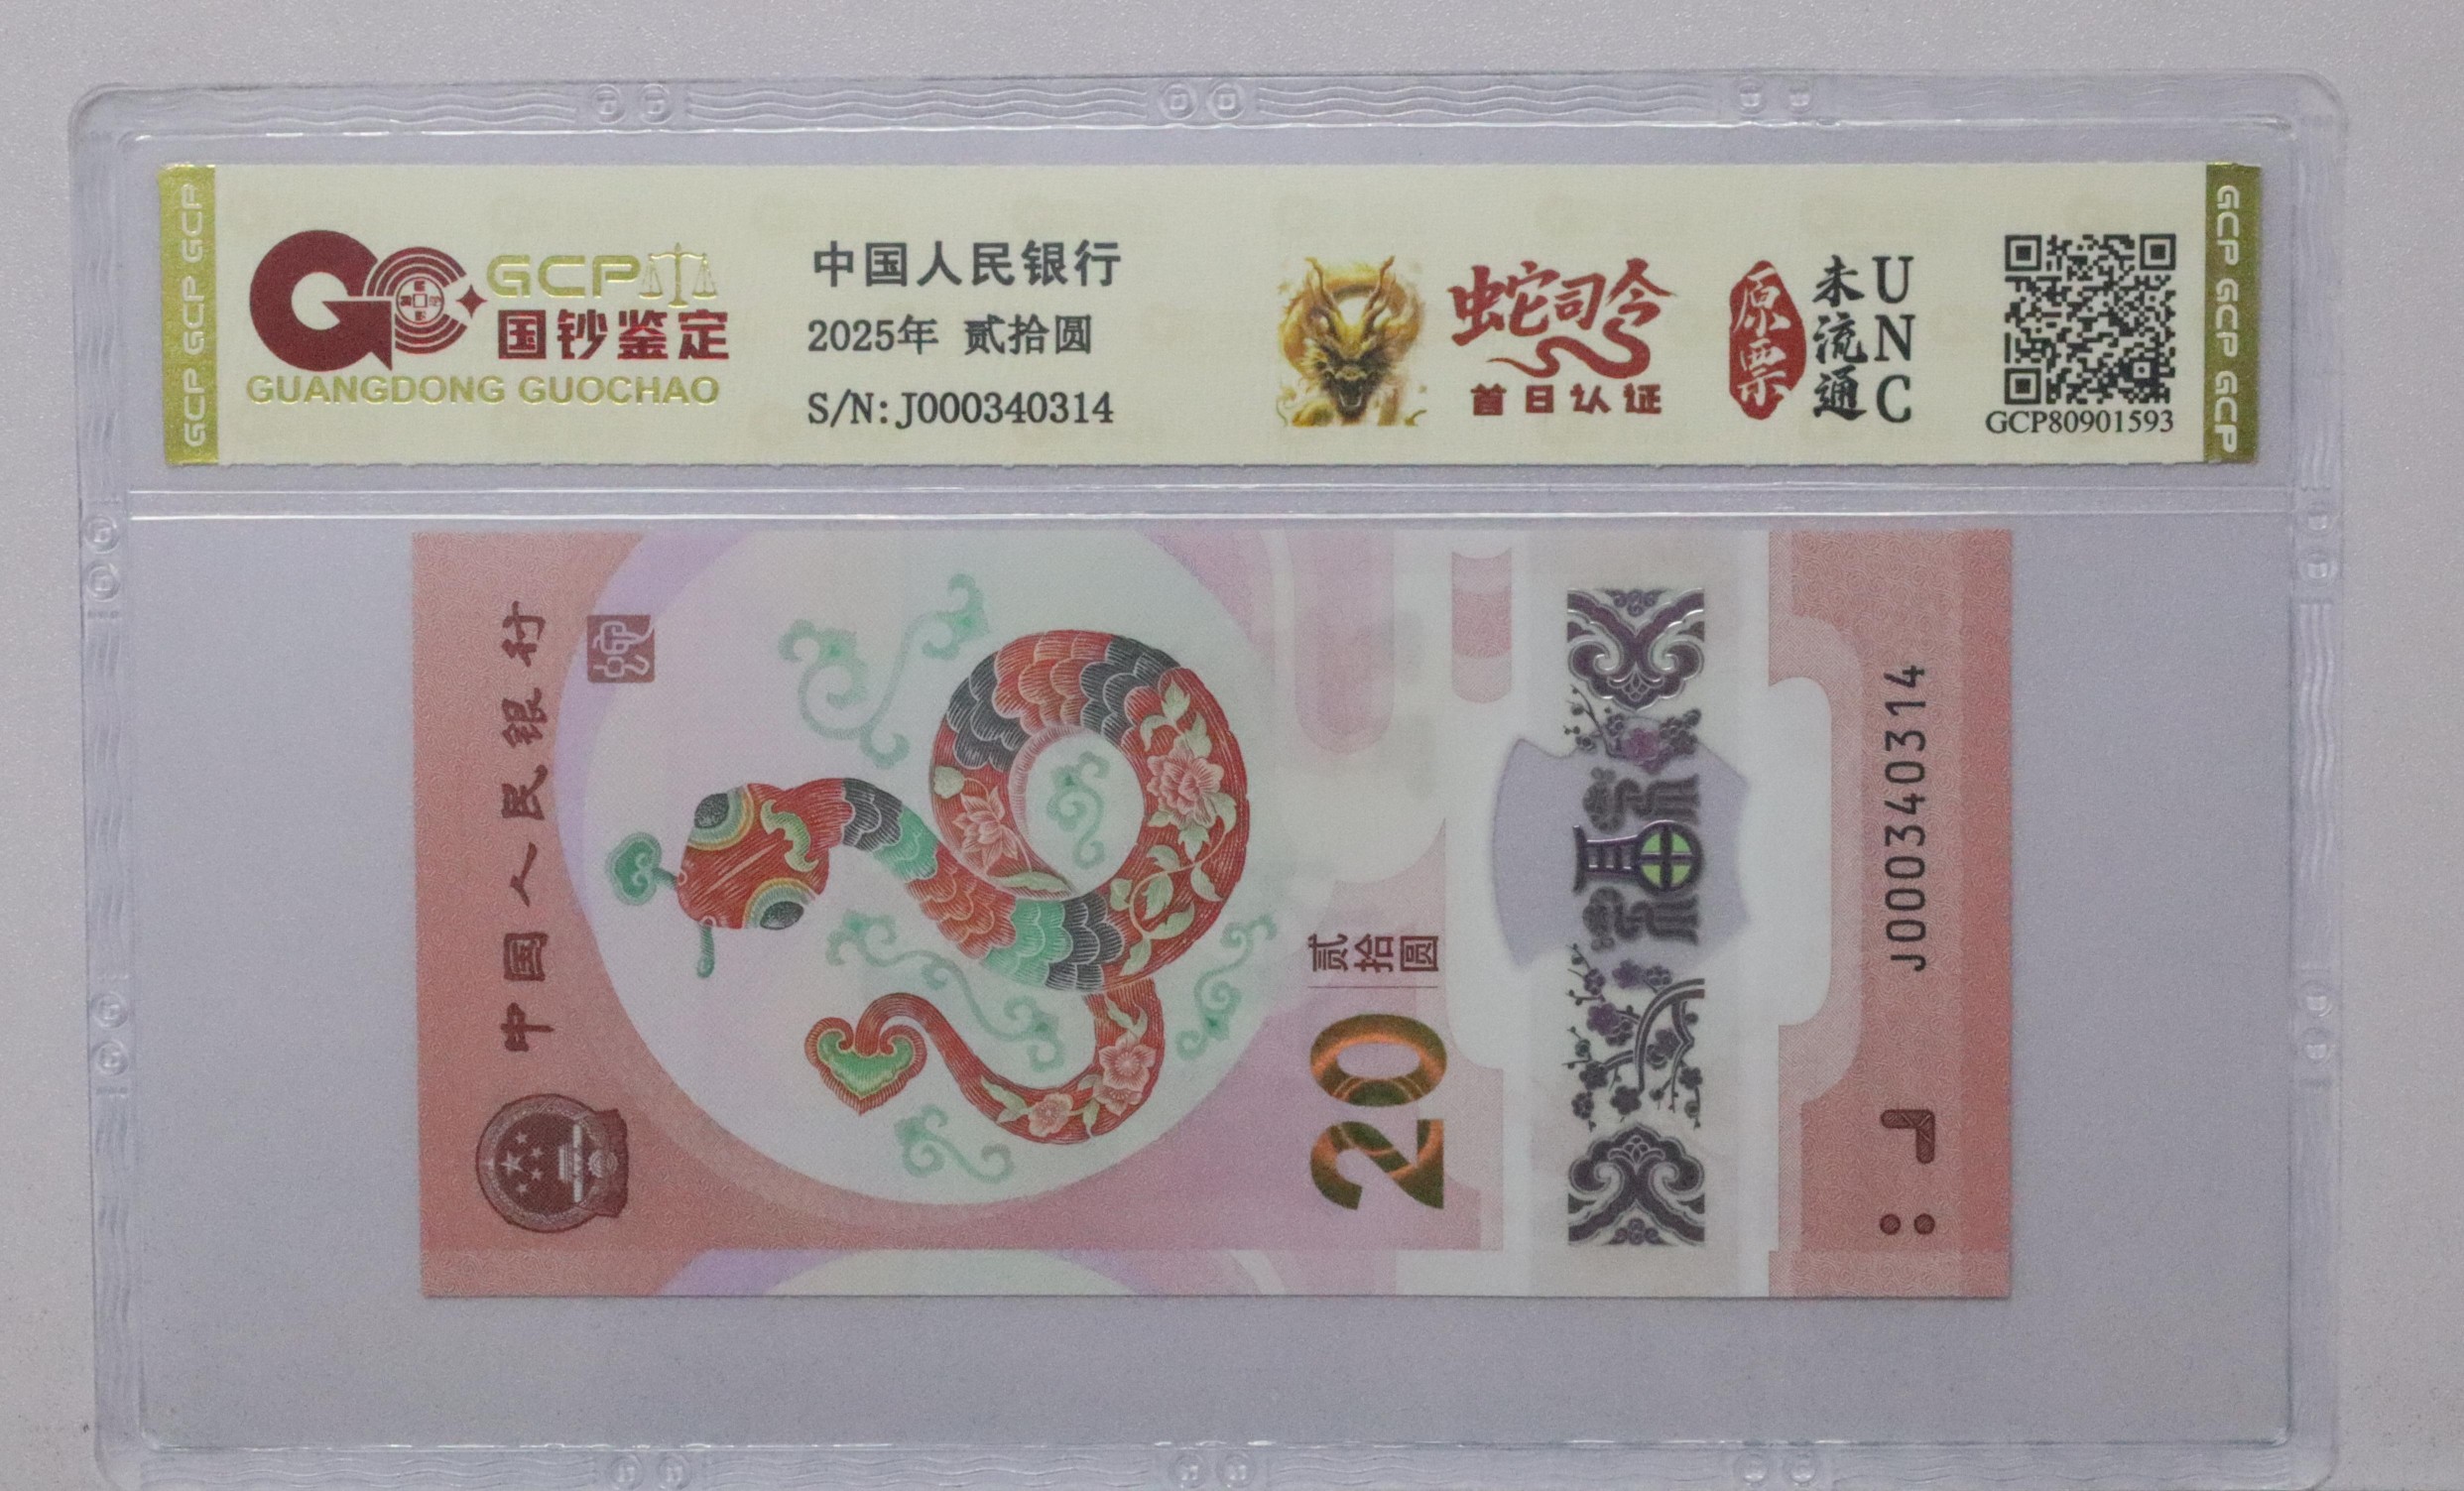 GCP GCP GCP
GCP
国钞鉴定
GUANGDONG GUOCHAO
中国人民银行
2025年 贰拾圆
S/N:J000340314
蛇司令
首日认证
原票
未流通
UNC
GCP80901593
GCP GCP GCP
中国人民银行
贰拾圆
20
福
J000340314